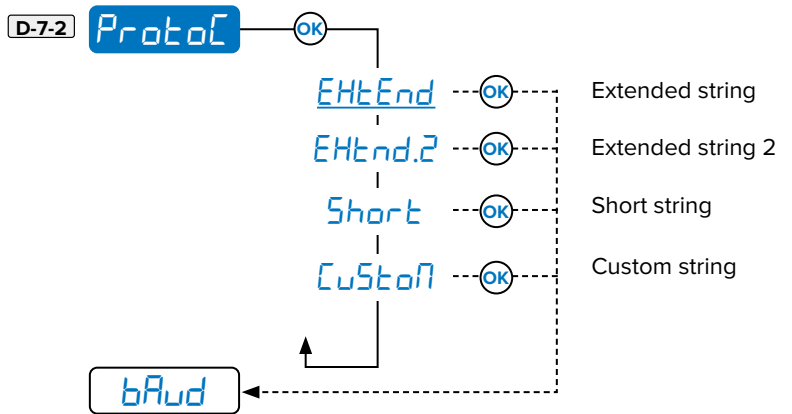 D-7-2 ProtoC OK
EHtEnd OK Extended string
EHtnd.2 OK Extended string 2
Short OK Short string
CuStoM OK Custom string
bAud